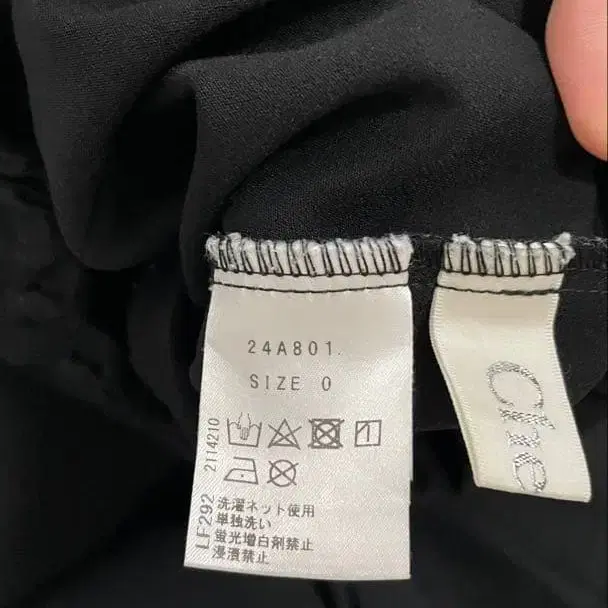 24A801.
SIZE 0
2114210
LF292
洗濯ネット使用
単独洗い
蛍光増白剤禁止
浸漬禁止
che